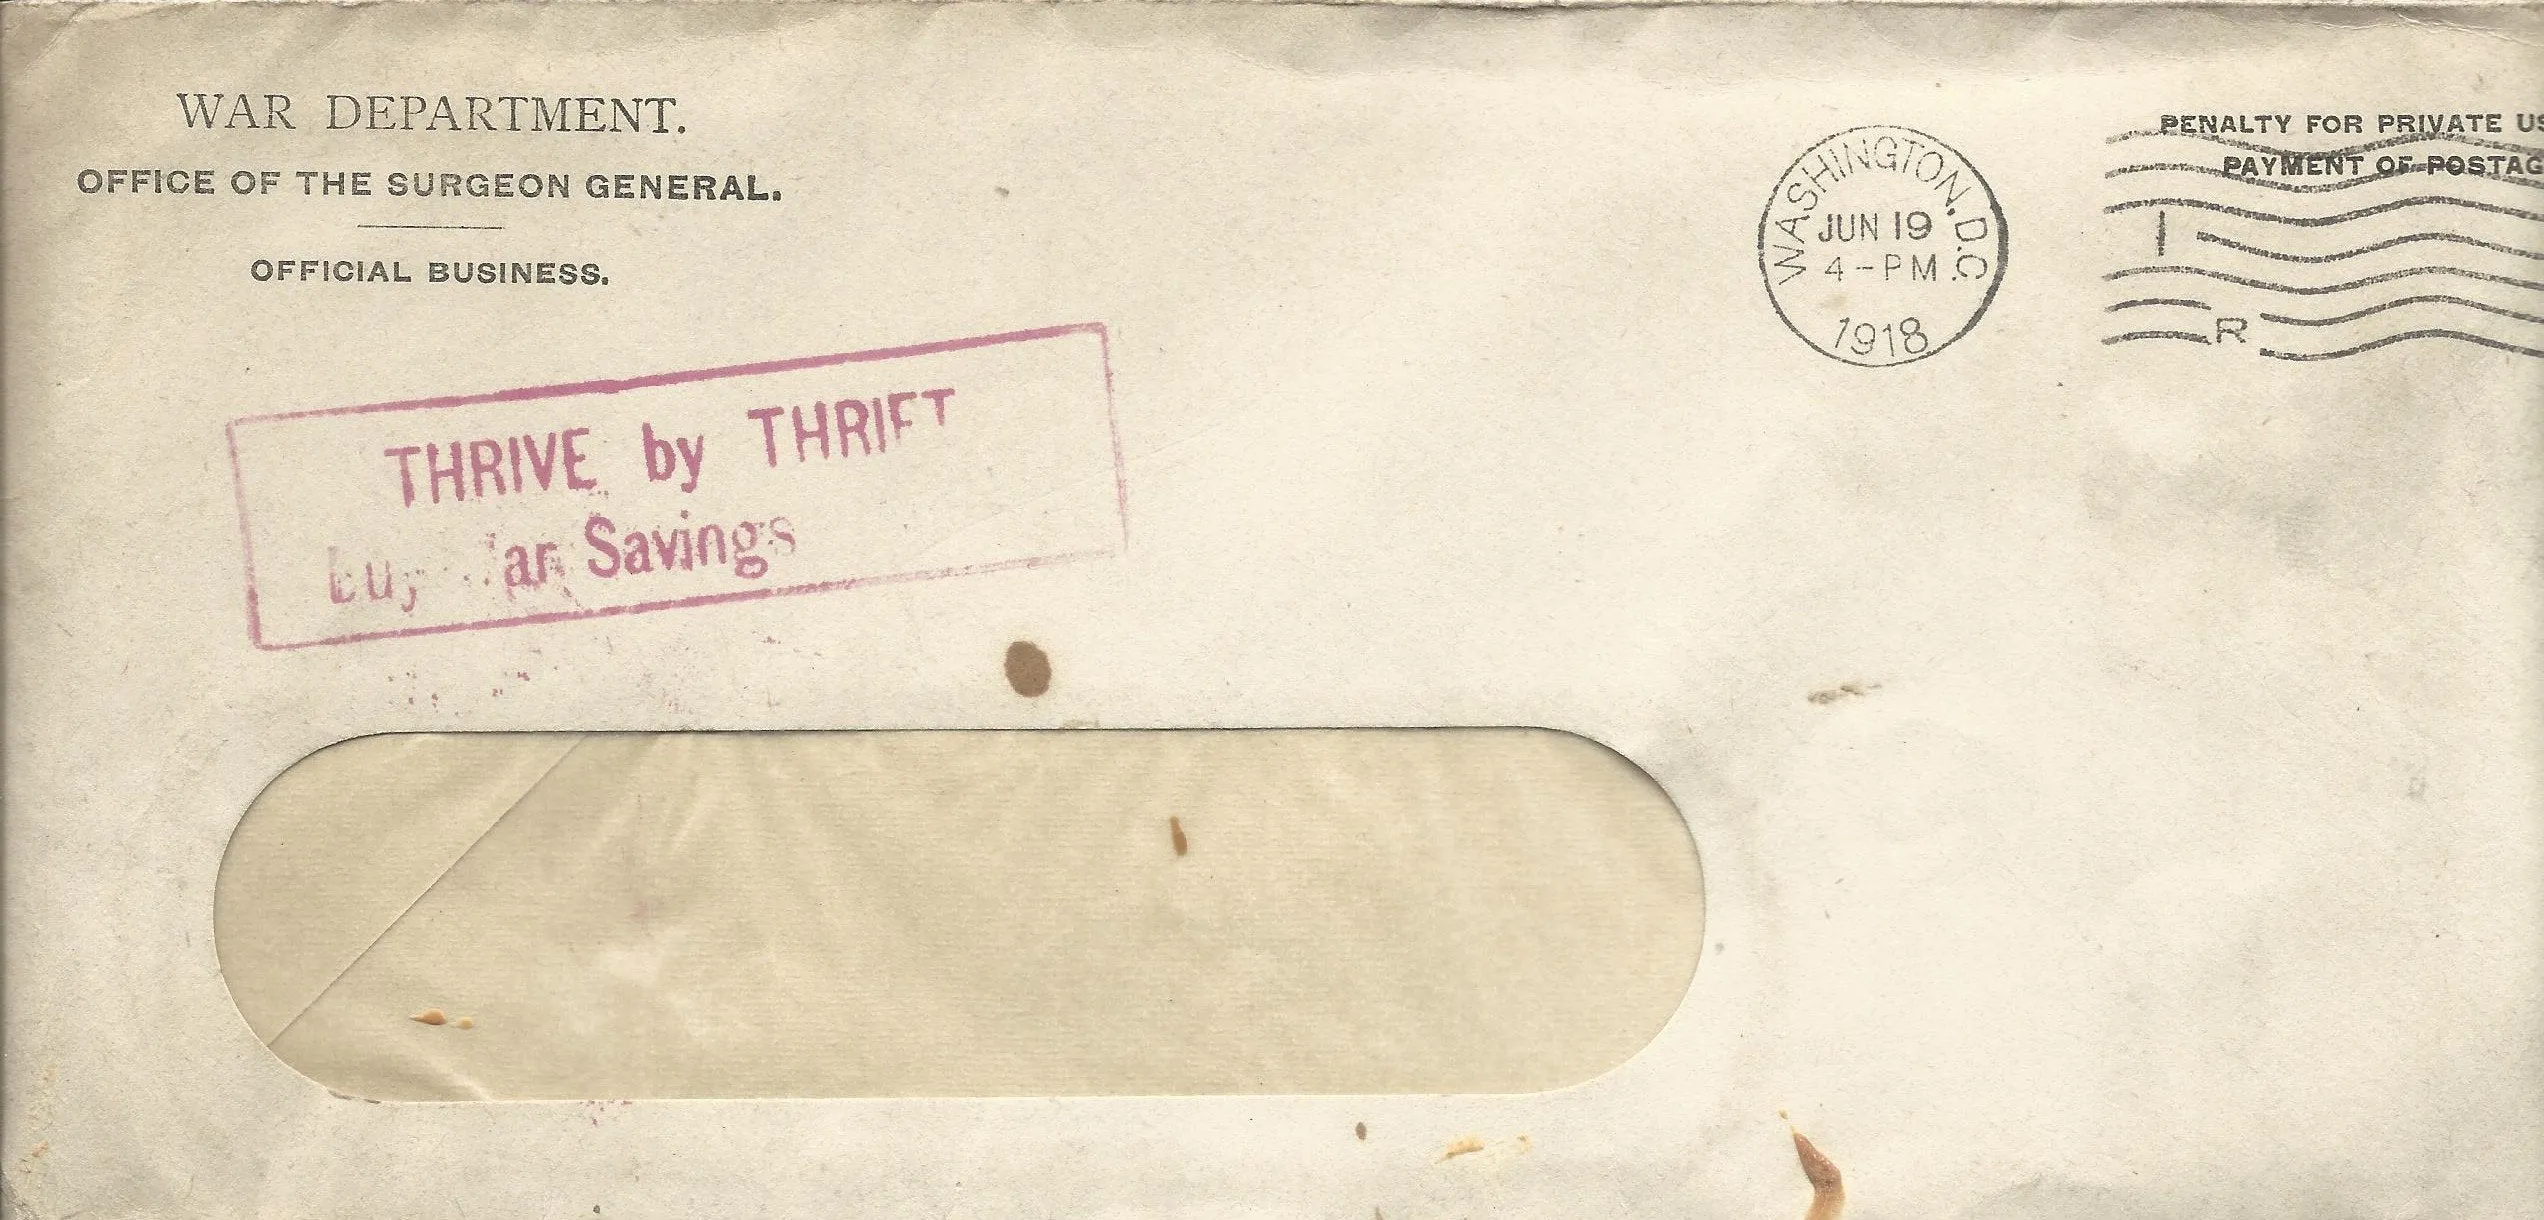 WAR DEPARTMENT.
OFFICE OF THE SURGEON GENERAL.
OFFICIAL BUSINESS.
WASHINGTON, D.C.
JUN 19
4-PM
1918
PENALTY FOR PRIVATE US
PAYMENT OF POSTAG
1
R
THRIVE by THRIFT
Savings